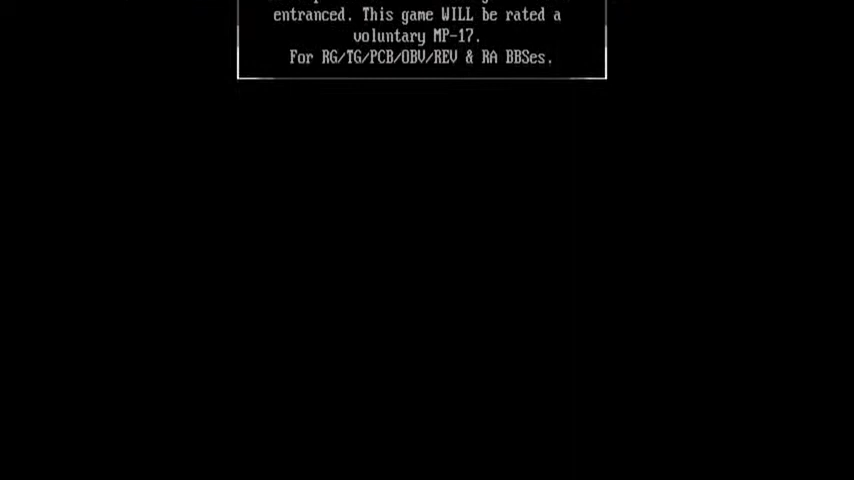 entranced. This game WILL be rated a
voluntary MP-17.
For RG/TG/PCB/OBV/REV & RA BBSes.